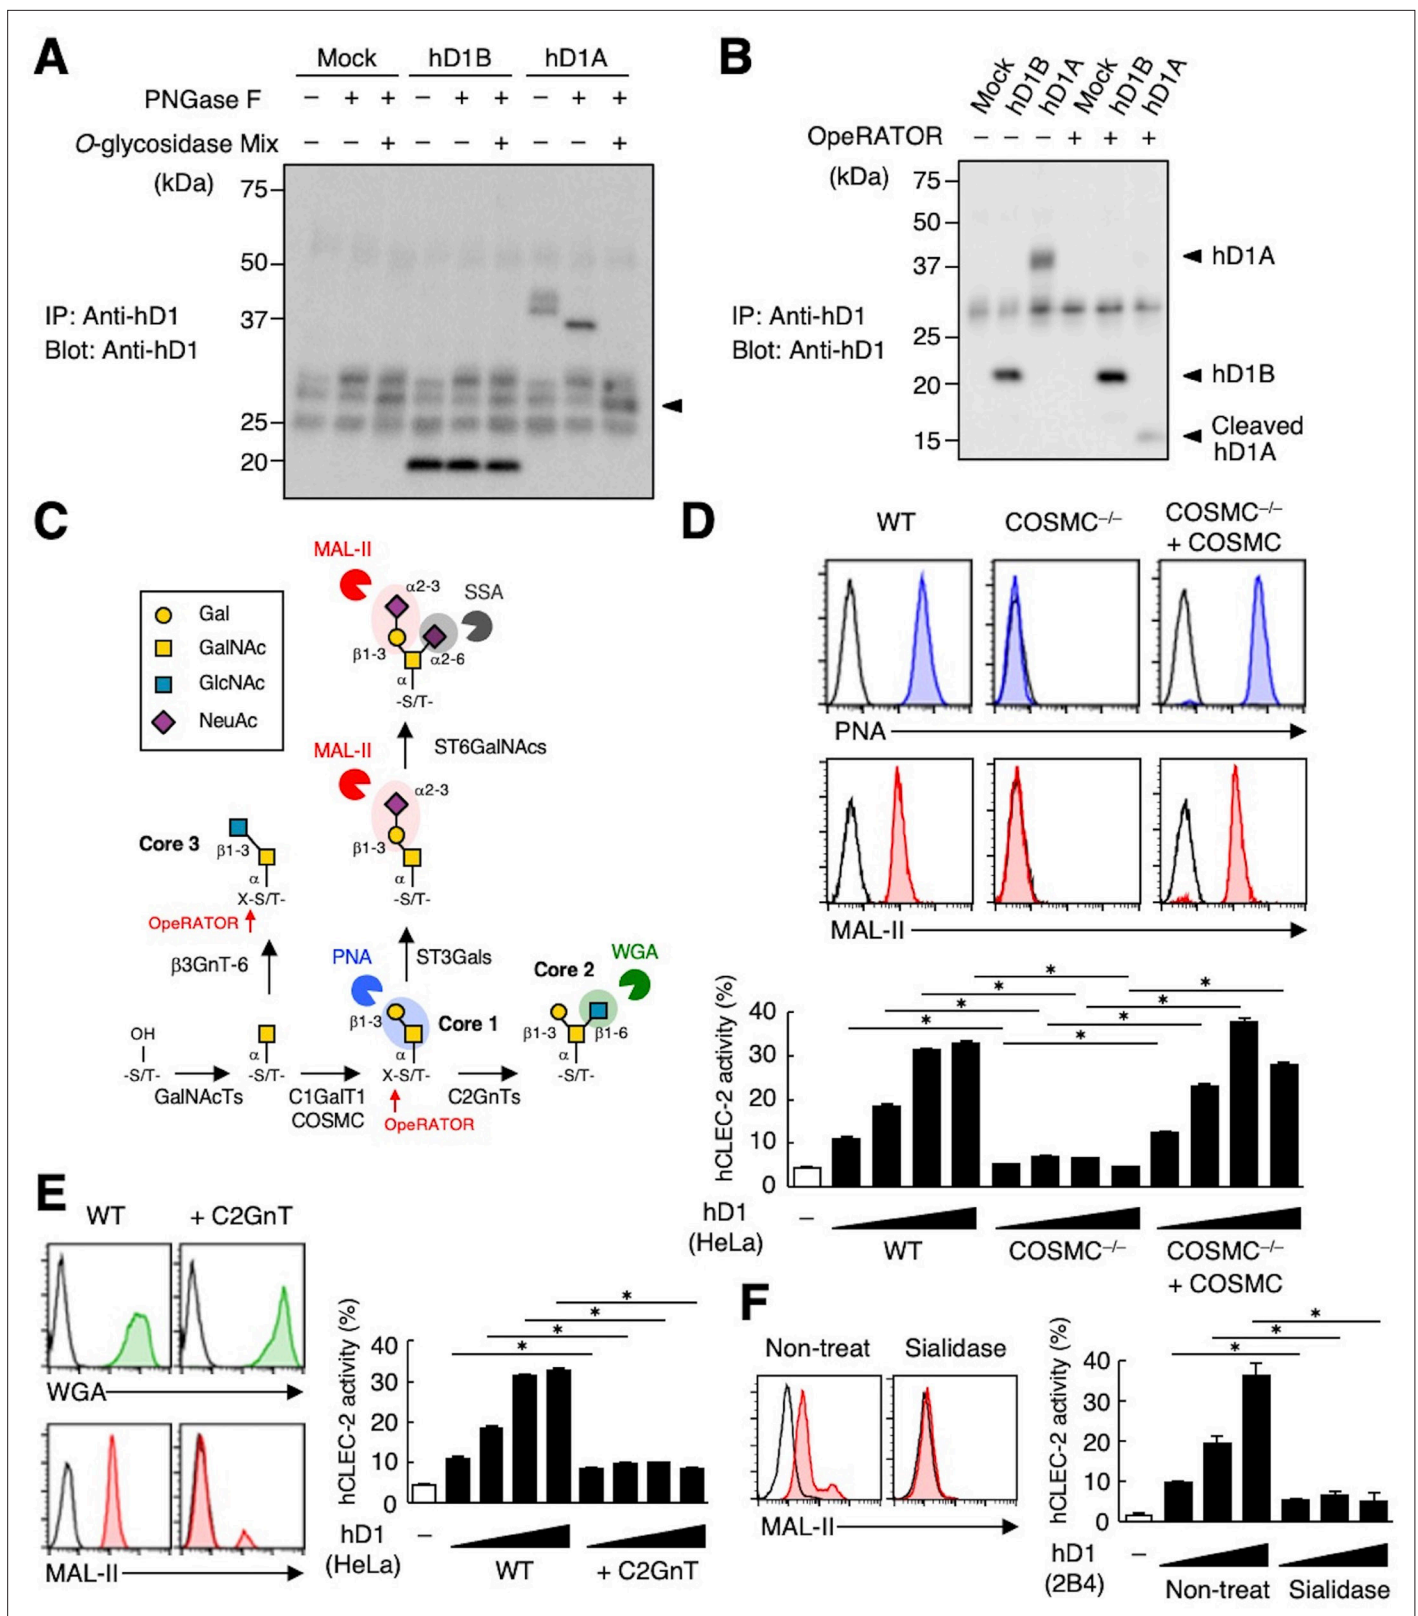 A
Mock hD1B hD1A
PNGase F − + + − + + − + +
O-glycosidase Mix − − + − − + − − +
(kDa)
75
50
37
25
20
IP: Anti-hD1
Blot: Anti-hD1
B
Mock hD1B hD1A Mock hD1B hD1A
OpeRATOR − − − + + +
(kDa)
75
50
37
25
20
15
IP: Anti-hD1
Blot: Anti-hD1
hD1A
hD1B
Cleaved
hD1A
C
Gal
GalNAc
GlcNAc
NeuAc
MAL-II
α2-3
SSA
β1-3
α2-6
α
-S/T-
ST6GalNAcs
MAL-II
α2-3
β1-3
α
-S/T-
Core 3
β1-3
α
X-S/T-
OpeRATOR
β3GnT-6
ST3Gals
PNA
β1-3
Core 1
α
X-S/T-
OpeRATOR
Core 2
WGA
β1-3
β1-6
α
-S/T-
OH
-S/T-
GalNAcTs
α
-S/T-
C1GalT1
COSMC
C2GnTs
D
WT COSMC−/− COSMC−/−
+ COSMC
PNA
MAL-II
hCLEC-2 activity (%)
40
30
20
10
0
* * * * * * * *
hD1
(HeLa)
−
WT COSMC−/− COSMC−/−
+ COSMC
E
WT + C2GnT
WGA
MAL-II
hCLEC-2 activity (%)
40
30
20
10
0
* * * *
hD1
(HeLa)
−
WT + C2GnT
F
Non-treat Sialidase
MAL-II
hCLEC-2 activity (%)
40
30
20
10
0
* * *
hD1
(2B4)
−
Non-treat Sialidase